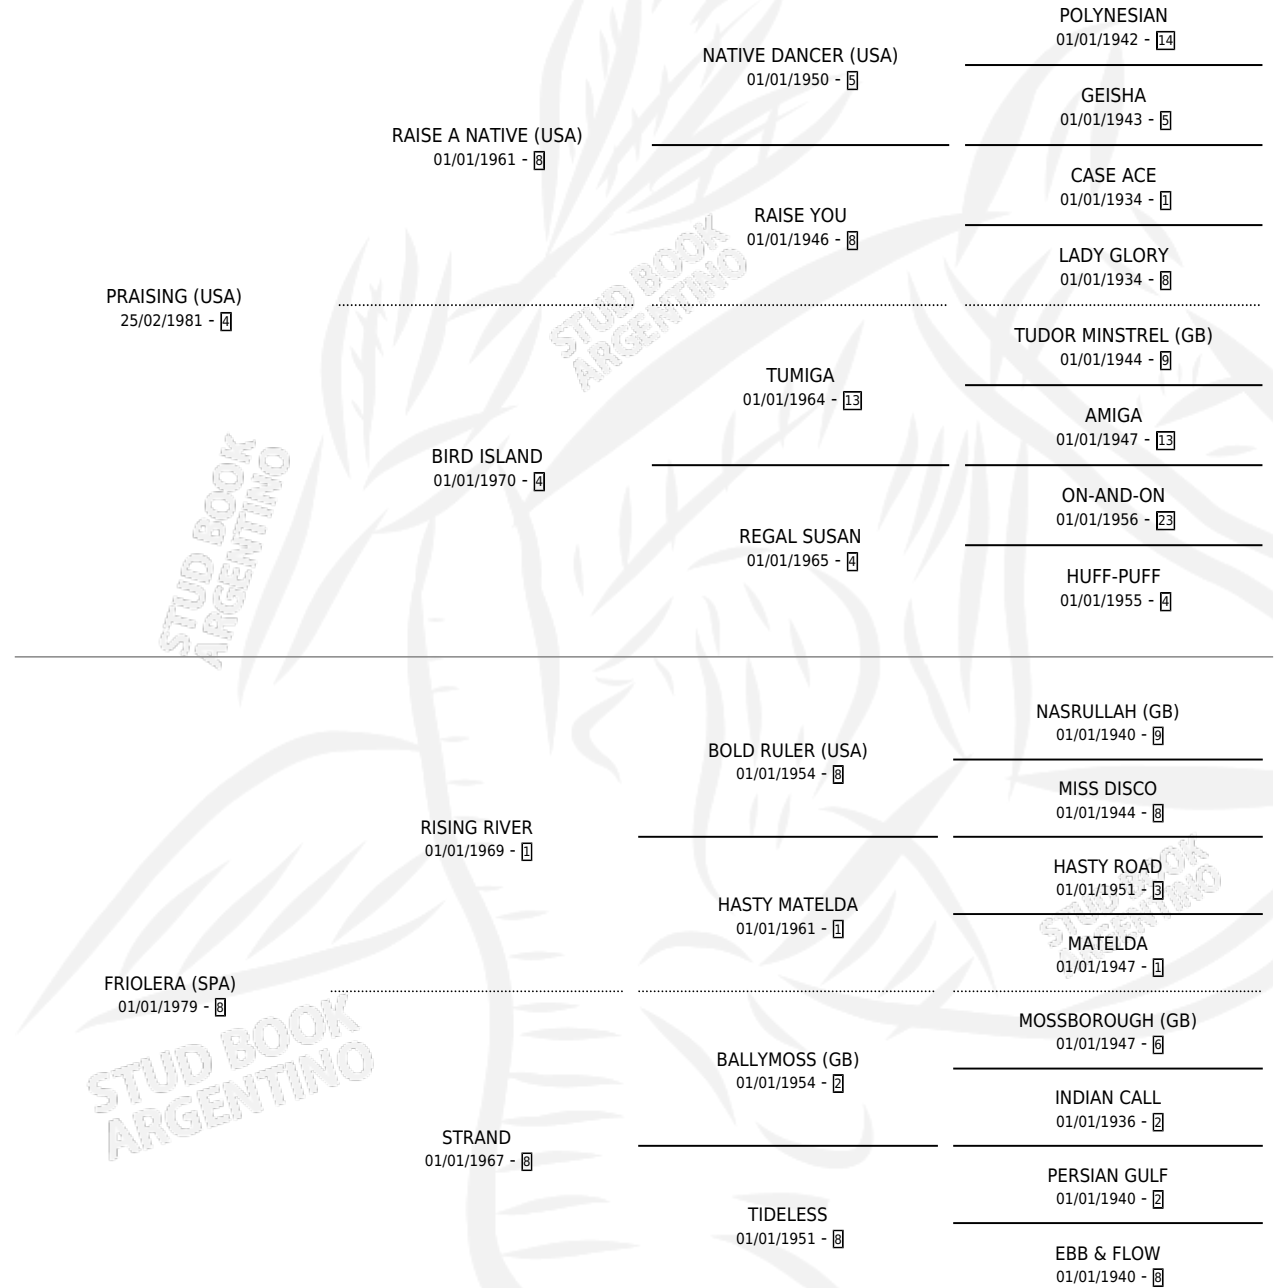 POLYNESIAN
01/01/1942 - 14
NATIVE DANCER (USA)
01/01/1950 - 5
GEISHA
01/01/1943 - 5
RAISE A NATIVE (USA)
01/01/1961 - 8
CASE ACE
01/01/1934 - 1
RAISE YOU
01/01/1946 - 8
LADY GLORY
01/01/1934 - 8
PRAISING (USA)
25/02/1981 - 4
STUD BOOK
ARGENTINO
TUDOR MINSTREL (GB)
01/01/1944 - 9
TUMIGA
01/01/1964 - 13
AMIGA
01/01/1947 - 13
BIRD ISLAND
01/01/1970 - 4
ON-AND-ON
01/01/1956 - 23
REGAL SUSAN
01/01/1965 - 4
HUFF-PUFF
01/01/1955 - 4
STUD BOOK
ARGENTINO
NASRULLAH (GB)
01/01/1940 - 9
BOLD RULER (USA)
01/01/1954 - 8
MISS DISCO
01/01/1944 - 8
RISING RIVER
01/01/1969 - 1
HASTY ROAD
01/01/1951 - 3
HASTY MATELDA
01/01/1961 - 1
MATELDA
01/01/1947 - 1
STUD BOOK
ARGENTINO
FRIOLERA (SPA)
01/01/1979 - 8
MOSSBOROUGH (GB)
01/01/1947 - 6
BALLYMOSS (GB)
01/01/1954 - 2
INDIAN CALL
01/01/1936 - 2
STUD BOOK
ARGENTINO
STRAND
01/01/1967 - 8
PERSIAN GULF
01/01/1940 - 2
TIDELESS
01/01/1951 - 8
EBB & FLOW
01/01/1940 - 8